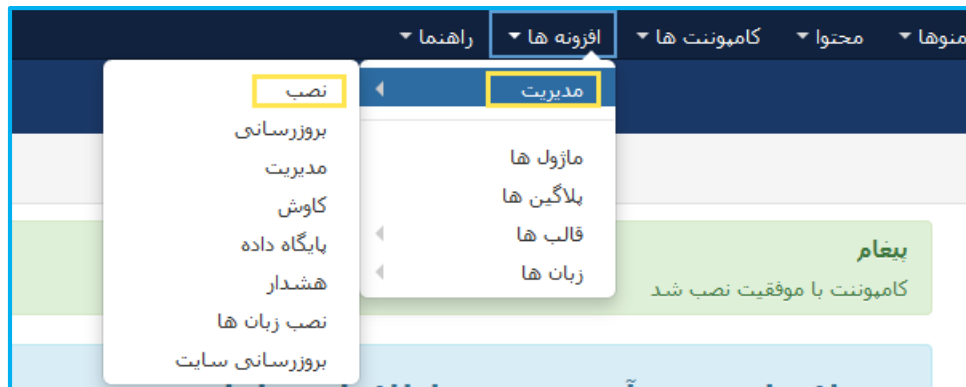 منوها
محتوا
کامپوننت ها
افزونه ها
راهنما
مدیریت
ماژول ها
پلاگین ها
قالب ها
زبان ها
نصب
بروزرسانی
مدیریت
کاوش
پایگاه داده
هشدار
نصب زبان ها
بروزرسانی سایت
پیغام
کامپوننت با موفقیت نصب شد